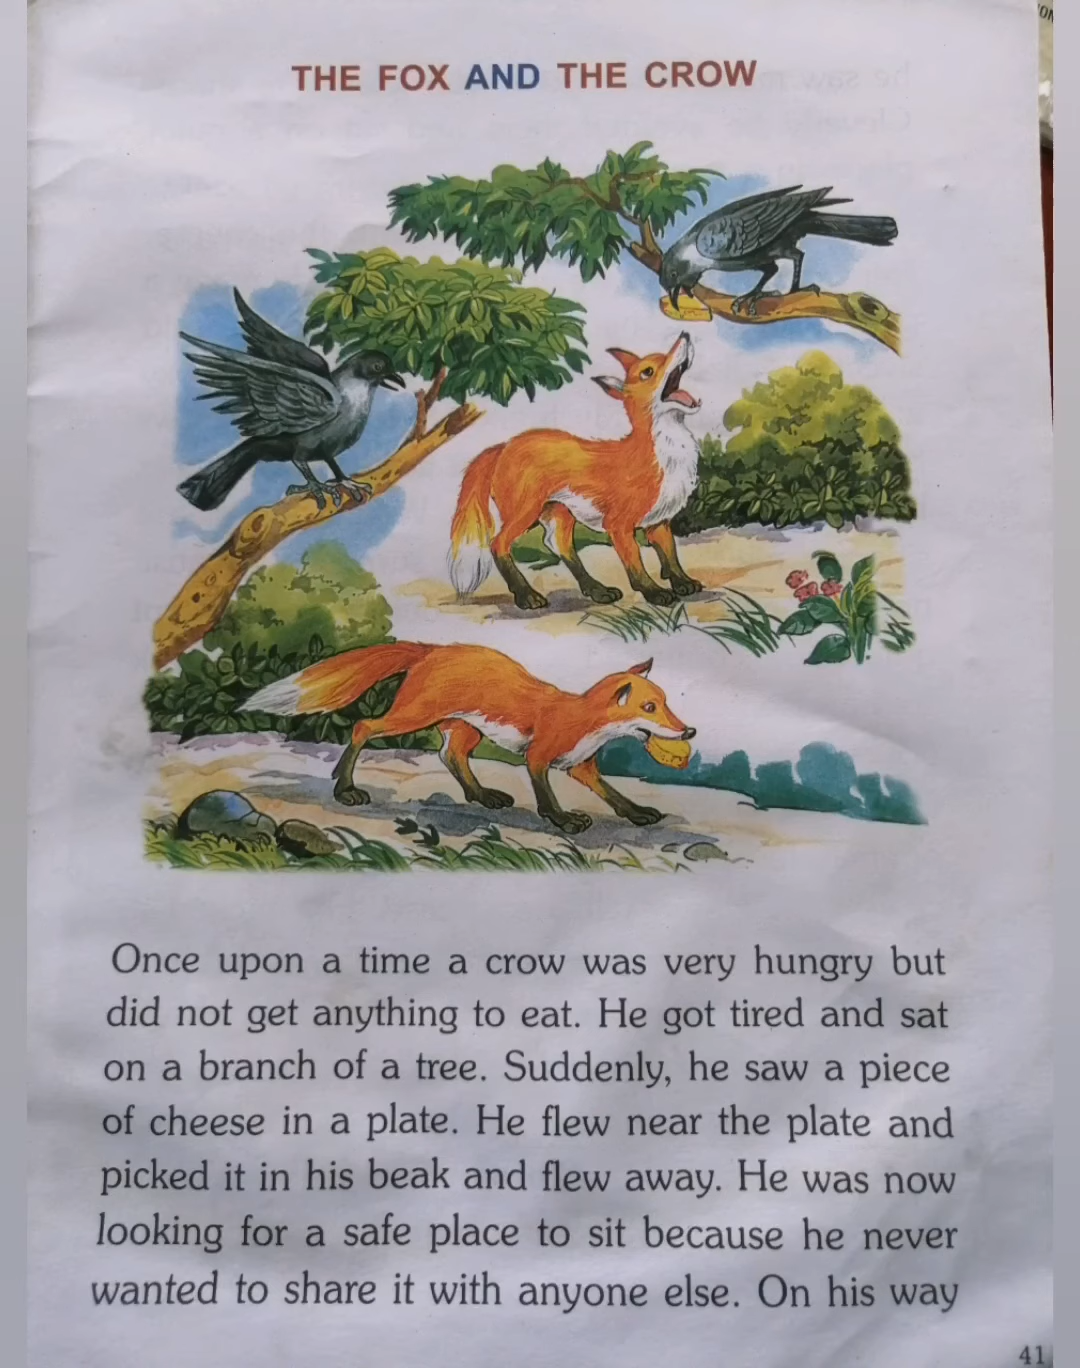 THE FOX AND THE CROW
Once upon a time a crow was very hungry but
did not get anything to eat. He got tired and sat
on a branch of a tree. Suddenly, he saw a piece
of cheese in a plate. He flew near the plate and
picked it in his beak and flew away. He was now
looking for a safe place to sit because he never
wanted to share it with anyone else. On his way
41